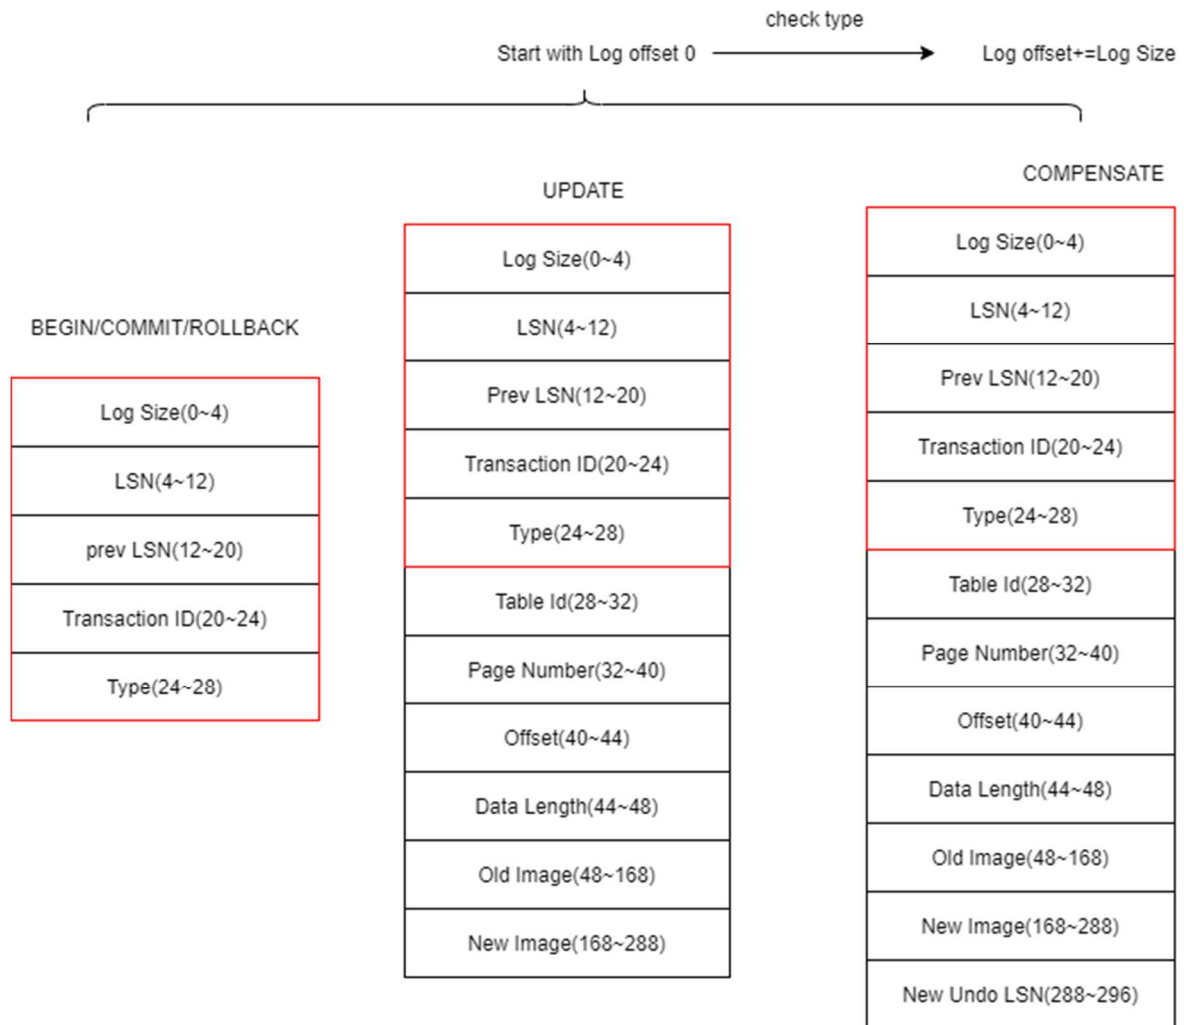 check type
Start with Log offset 0
Log offset+=Log Size
BEGIN/COMMIT/ROLLBACK
Log Size(0~4)
LSN(4~12)
prev LSN(12~20)
Transaction ID(20~24)
Type(24~28)
UPDATE
Log Size(0~4)
LSN(4~12)
Prev LSN(12~20)
Transaction ID(20~24)
Type(24~28)
Table Id(28~32)
Page Number(32~40)
Offset(40~44)
Data Length(44~48)
Old Image(48~168)
New Image(168~288)
COMPENSATE
Log Size(0~4)
LSN(4~12)
Prev LSN(12~20)
Transaction ID(20~24)
Type(24~28)
Table Id(28~32)
Page Number(32~40)
Offset(40~44)
Data Length(44~48)
Old Image(48~168)
New Image(168~288)
New Undo LSN(288~296)